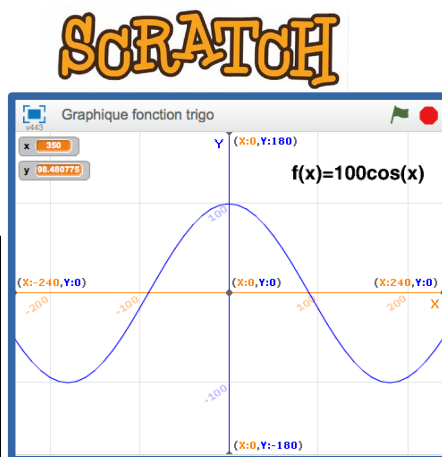 SCRATCH
Graphique fonction trigo
v443
x 350
y 98.480775
Y (X:0,Y:180)
f(x)=100cos(x)
100
(X:-240,Y:0) (X:0,Y:0) (X:240,Y:0)
-200 -100 100 200 X
-100
(X:0,Y:-180)